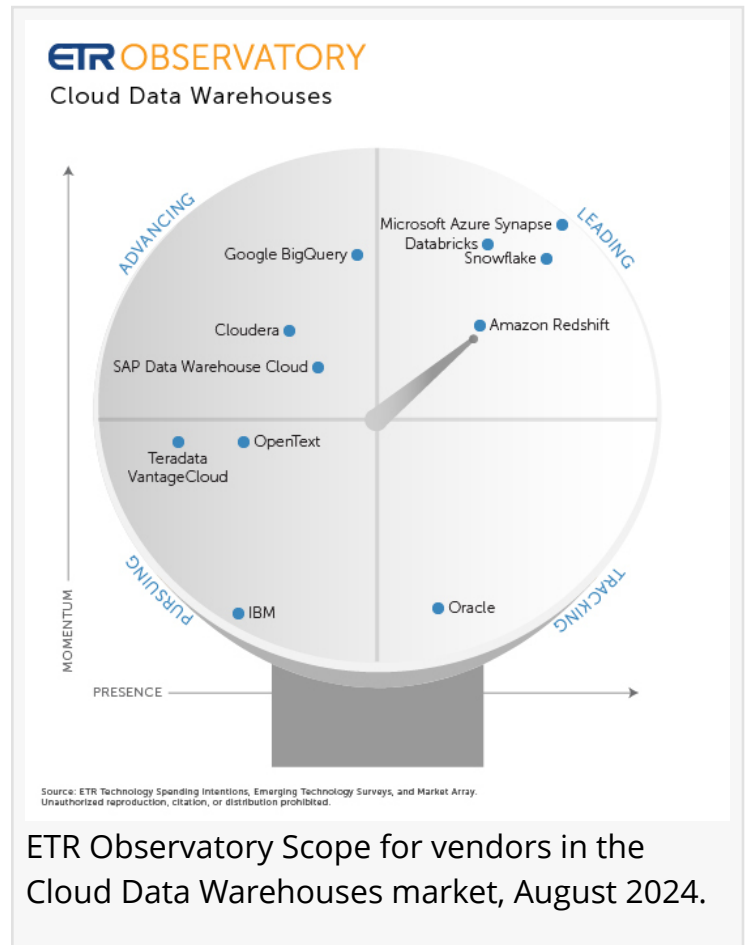 ETR OBSERVATORY
Cloud Data Warehouses
ADVANCING
LEADING
Microsoft Azure Synapse
Databricks
Google BigQuery
Snowflake
Cloudera
Amazon Redshift
SAP Data Warehouse Cloud
OpenText
Teradata
VantageCloud
PURSUING
TRACKING
IBM
Oracle
MOMENTUM
PRESENCE
Source: ETR Technology Spending Intentions, Emerging Technology Surveys, and Market Array.
Unauthorized reproduction, citation, or distribution prohibited.
ETR Observatory Scope for vendors in the
Cloud Data Warehouses market, August 2024.